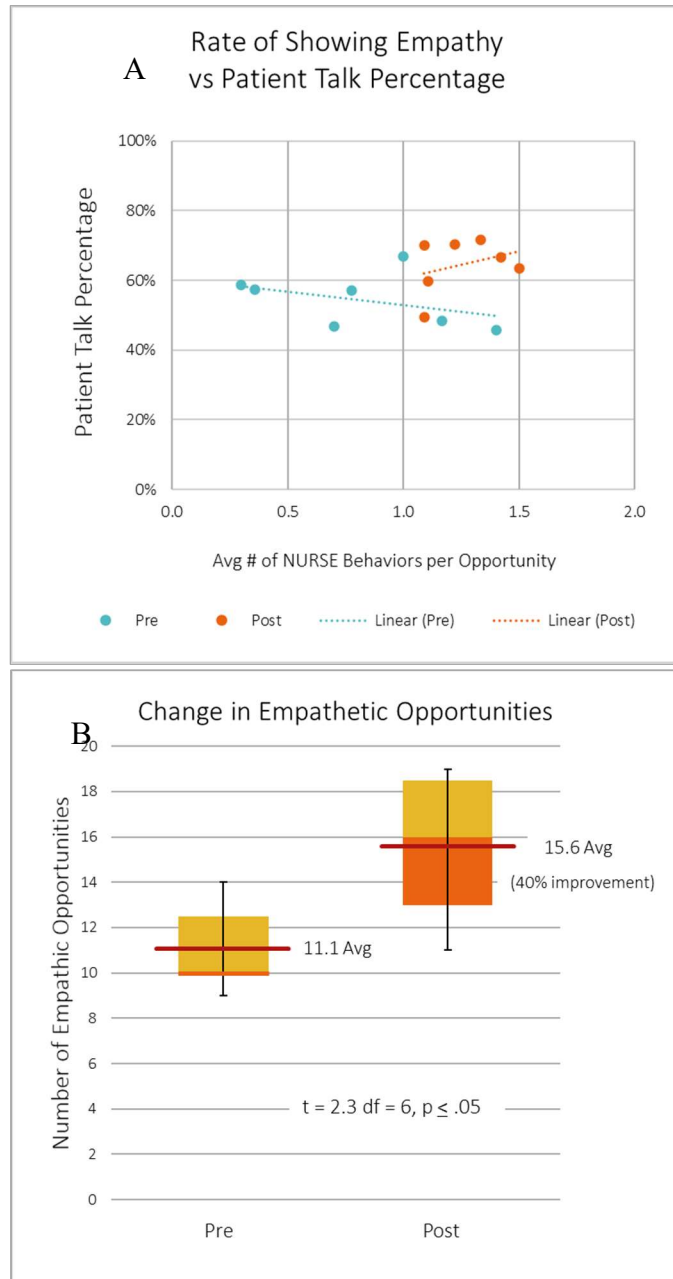 A
Rate of Showing Empathy
vs Patient Talk Percentage
Patient Talk Percentage
100%
80%
60%
40%
20%
0%
0.0 0.5 1.0 1.5 2.0
Avg # of NURSE Behaviors per Opportunity
Pre Post Linear (Pre) Linear (Post)
B
Change in Empathetic Opportunities
Number of Empathic Opportunities
20
18
16
14
12
10
8
6
4
2
0
15.6 Avg
(40% improvement)
11.1 Avg
t = 2.3 df = 6, p ≤ .05
Pre Post